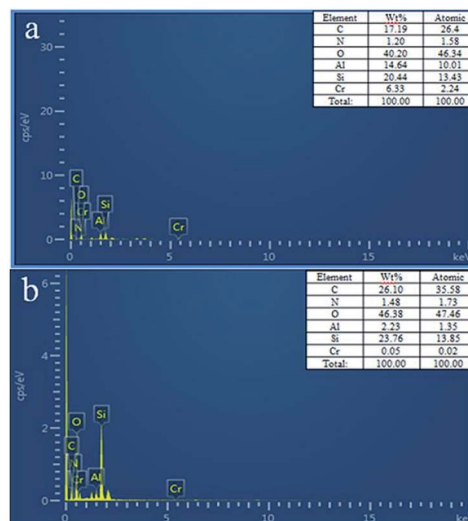 a
Element Wt% Atomic
C 17.19 26.4
N 1.20 1.58
O 40.20 46.34
Al 14.64 10.01
Si 20.44 13.43
Cr 6.33 2.24
Total: 100.00 100.00
30
20
cps/eV
10
C
O
Cr
N
Al
Si
Cr
0
0 5 10 15 keV
b
Element Wt% Atomic
C 26.10 35.58
N 1.48 1.73
O 46.38 47.46
Al 2.23 1.35
Si 23.76 13.85
Cr 0.05 0.02
Total: 100.00 100.00
6
4
cps/eV
2
O
Si
C
N
Cr
Al
Cr
0
0 5 10 15 keV